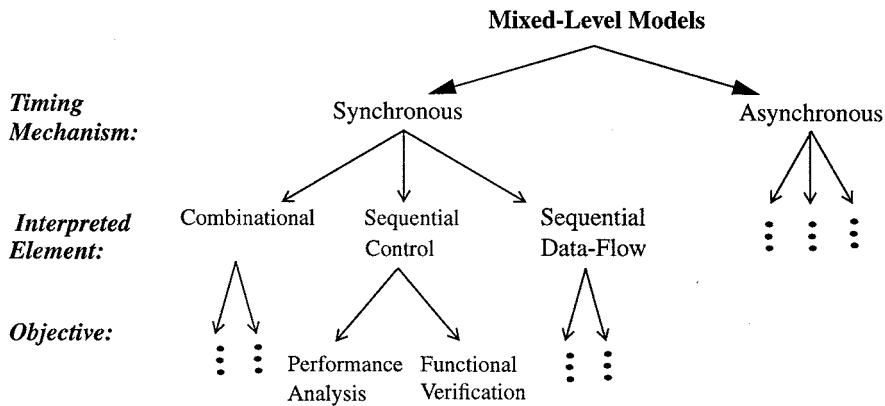 Mixed-Level Models
Timing
Mechanism:
Synchronous
Asynchronous
Interpreted
Element:
Combinational
Sequential
Control
Sequential
Data-Flow
Objective:
Performance
Analysis
Functional
Verification